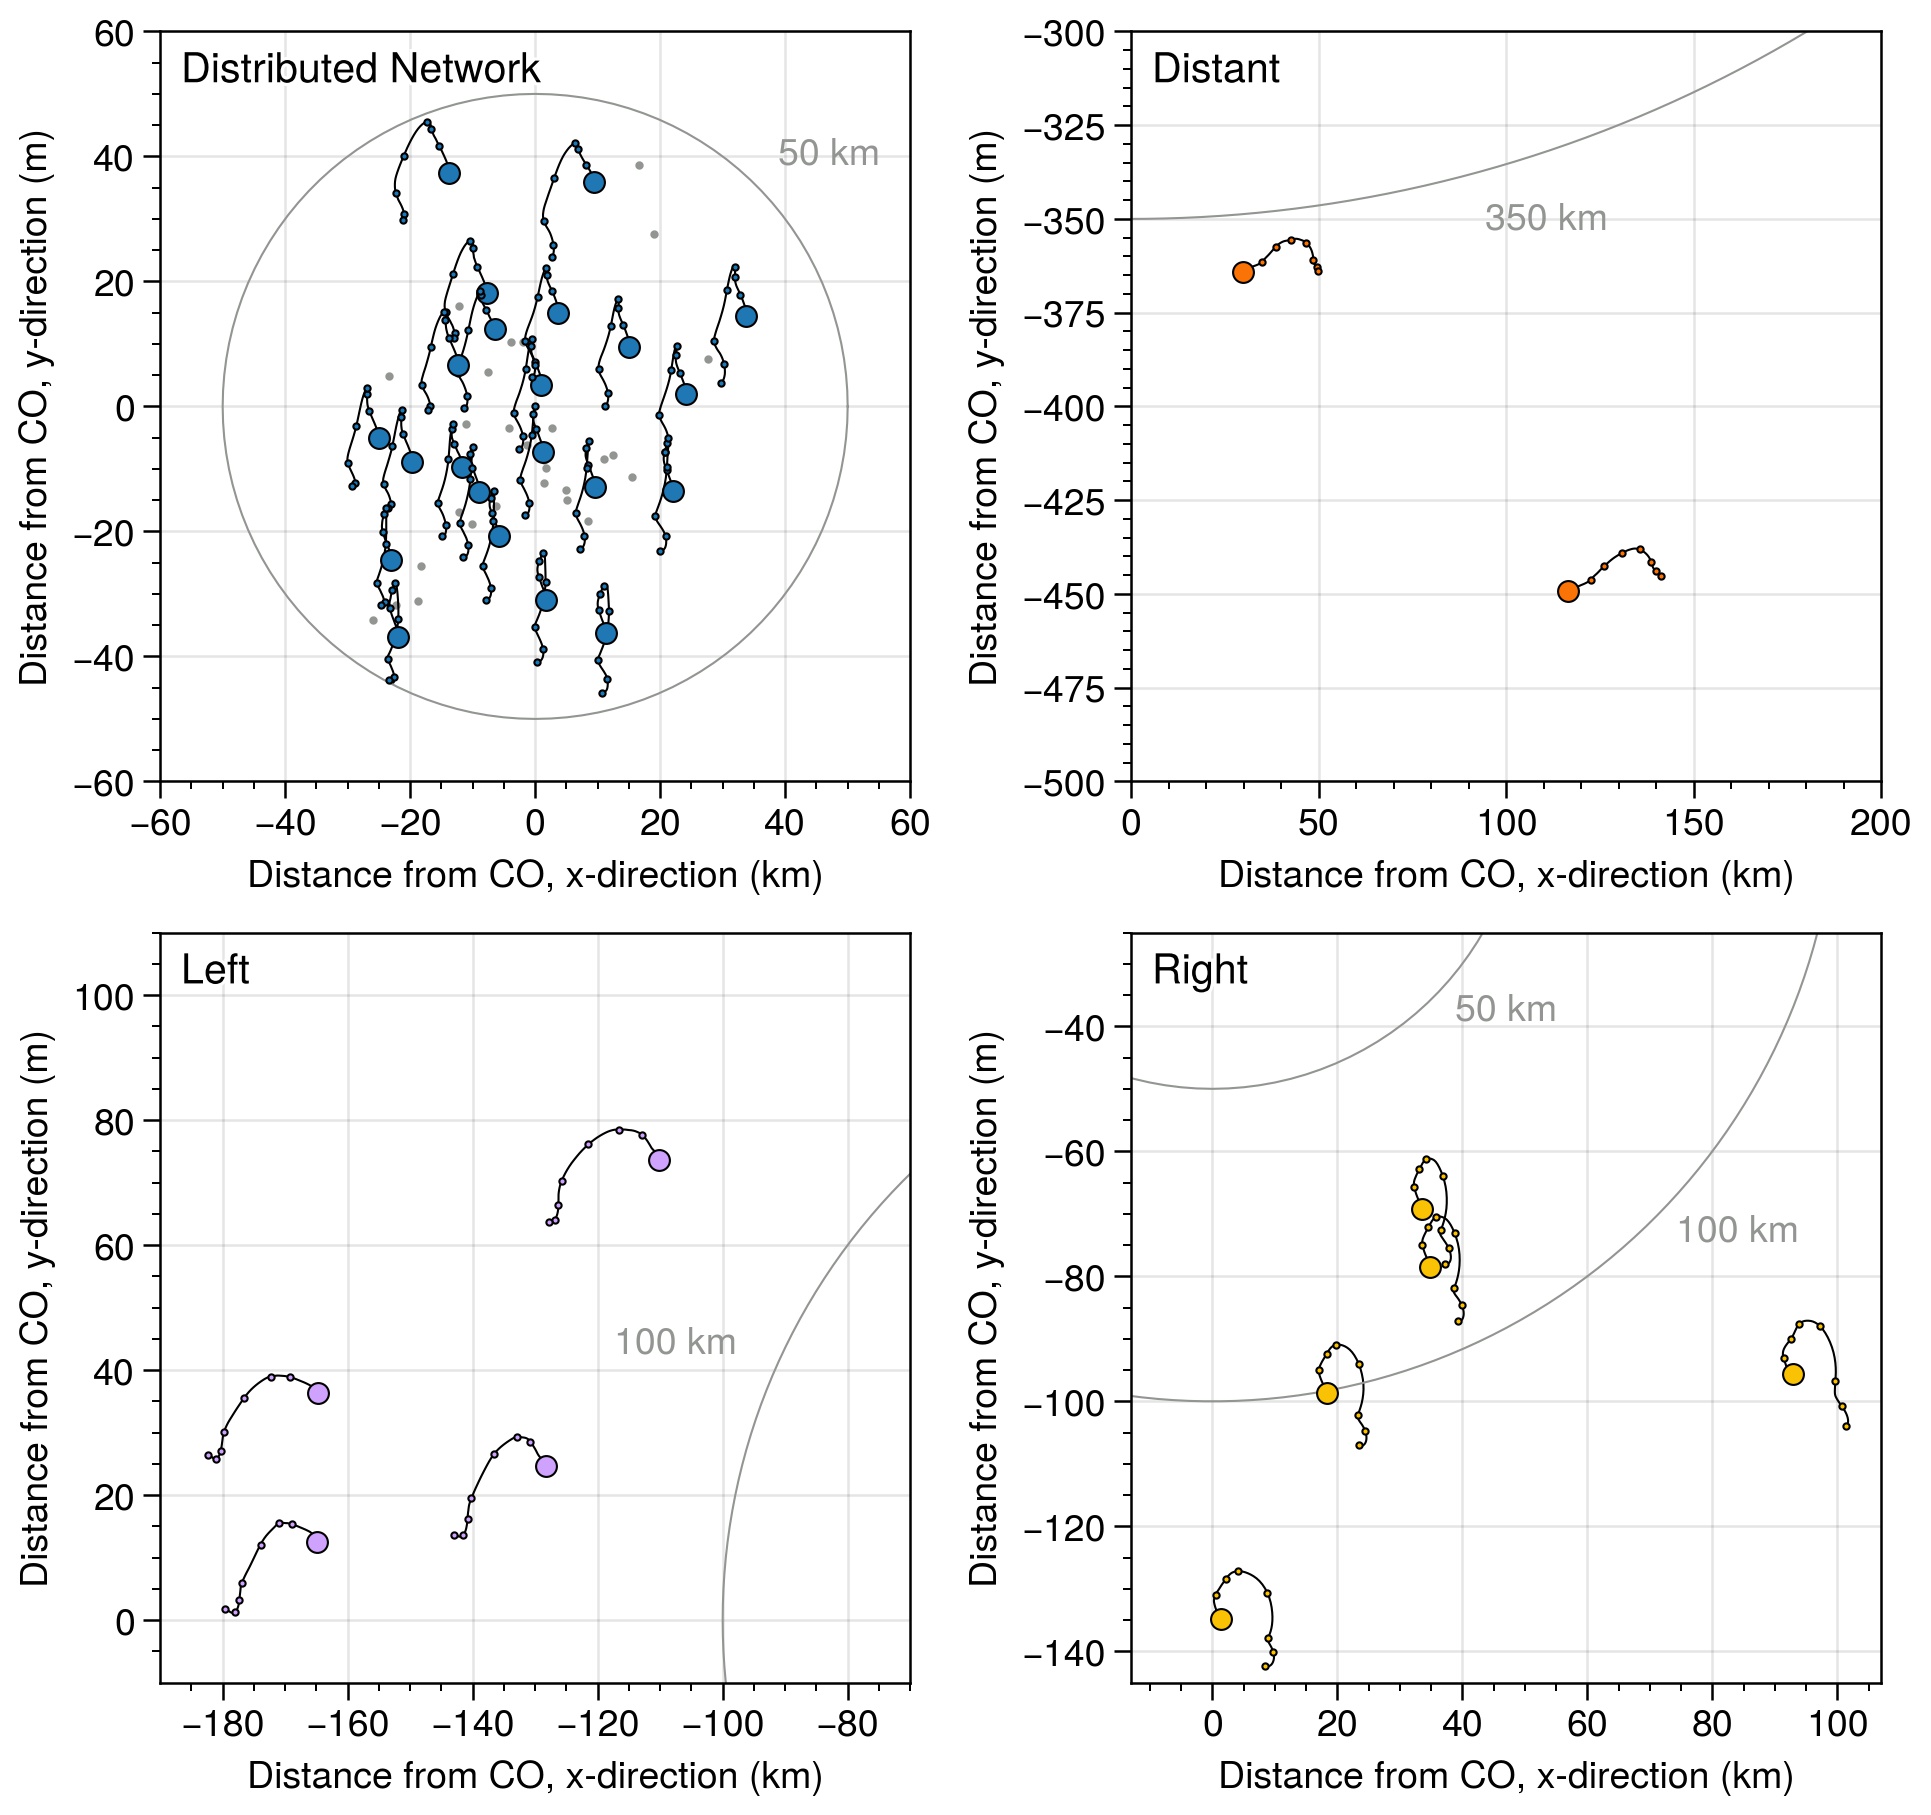 Distributed Network
50 km
60
40
20
0
−20
−40
−60
−60 −40 −20 0 20 40 60
Distance from CO, x-direction (km)
Distance from CO, y-direction (m)
Distant
350 km
−300
−325
−350
−375
−400
−425
−450
−475
−500
0 50 100 150 200
Distance from CO, x-direction (km)
Distance from CO, y-direction (m)
Left
100 km
100
80
60
40
20
0
−180 −160 −140 −120 −100 −80
Distance from CO, x-direction (km)
Distance from CO, y-direction (m)
Right
50 km
100 km
−40
−60
−80
−100
−120
−140
0 20 40 60 80 100
Distance from CO, x-direction (km)
Distance from CO, y-direction (m)